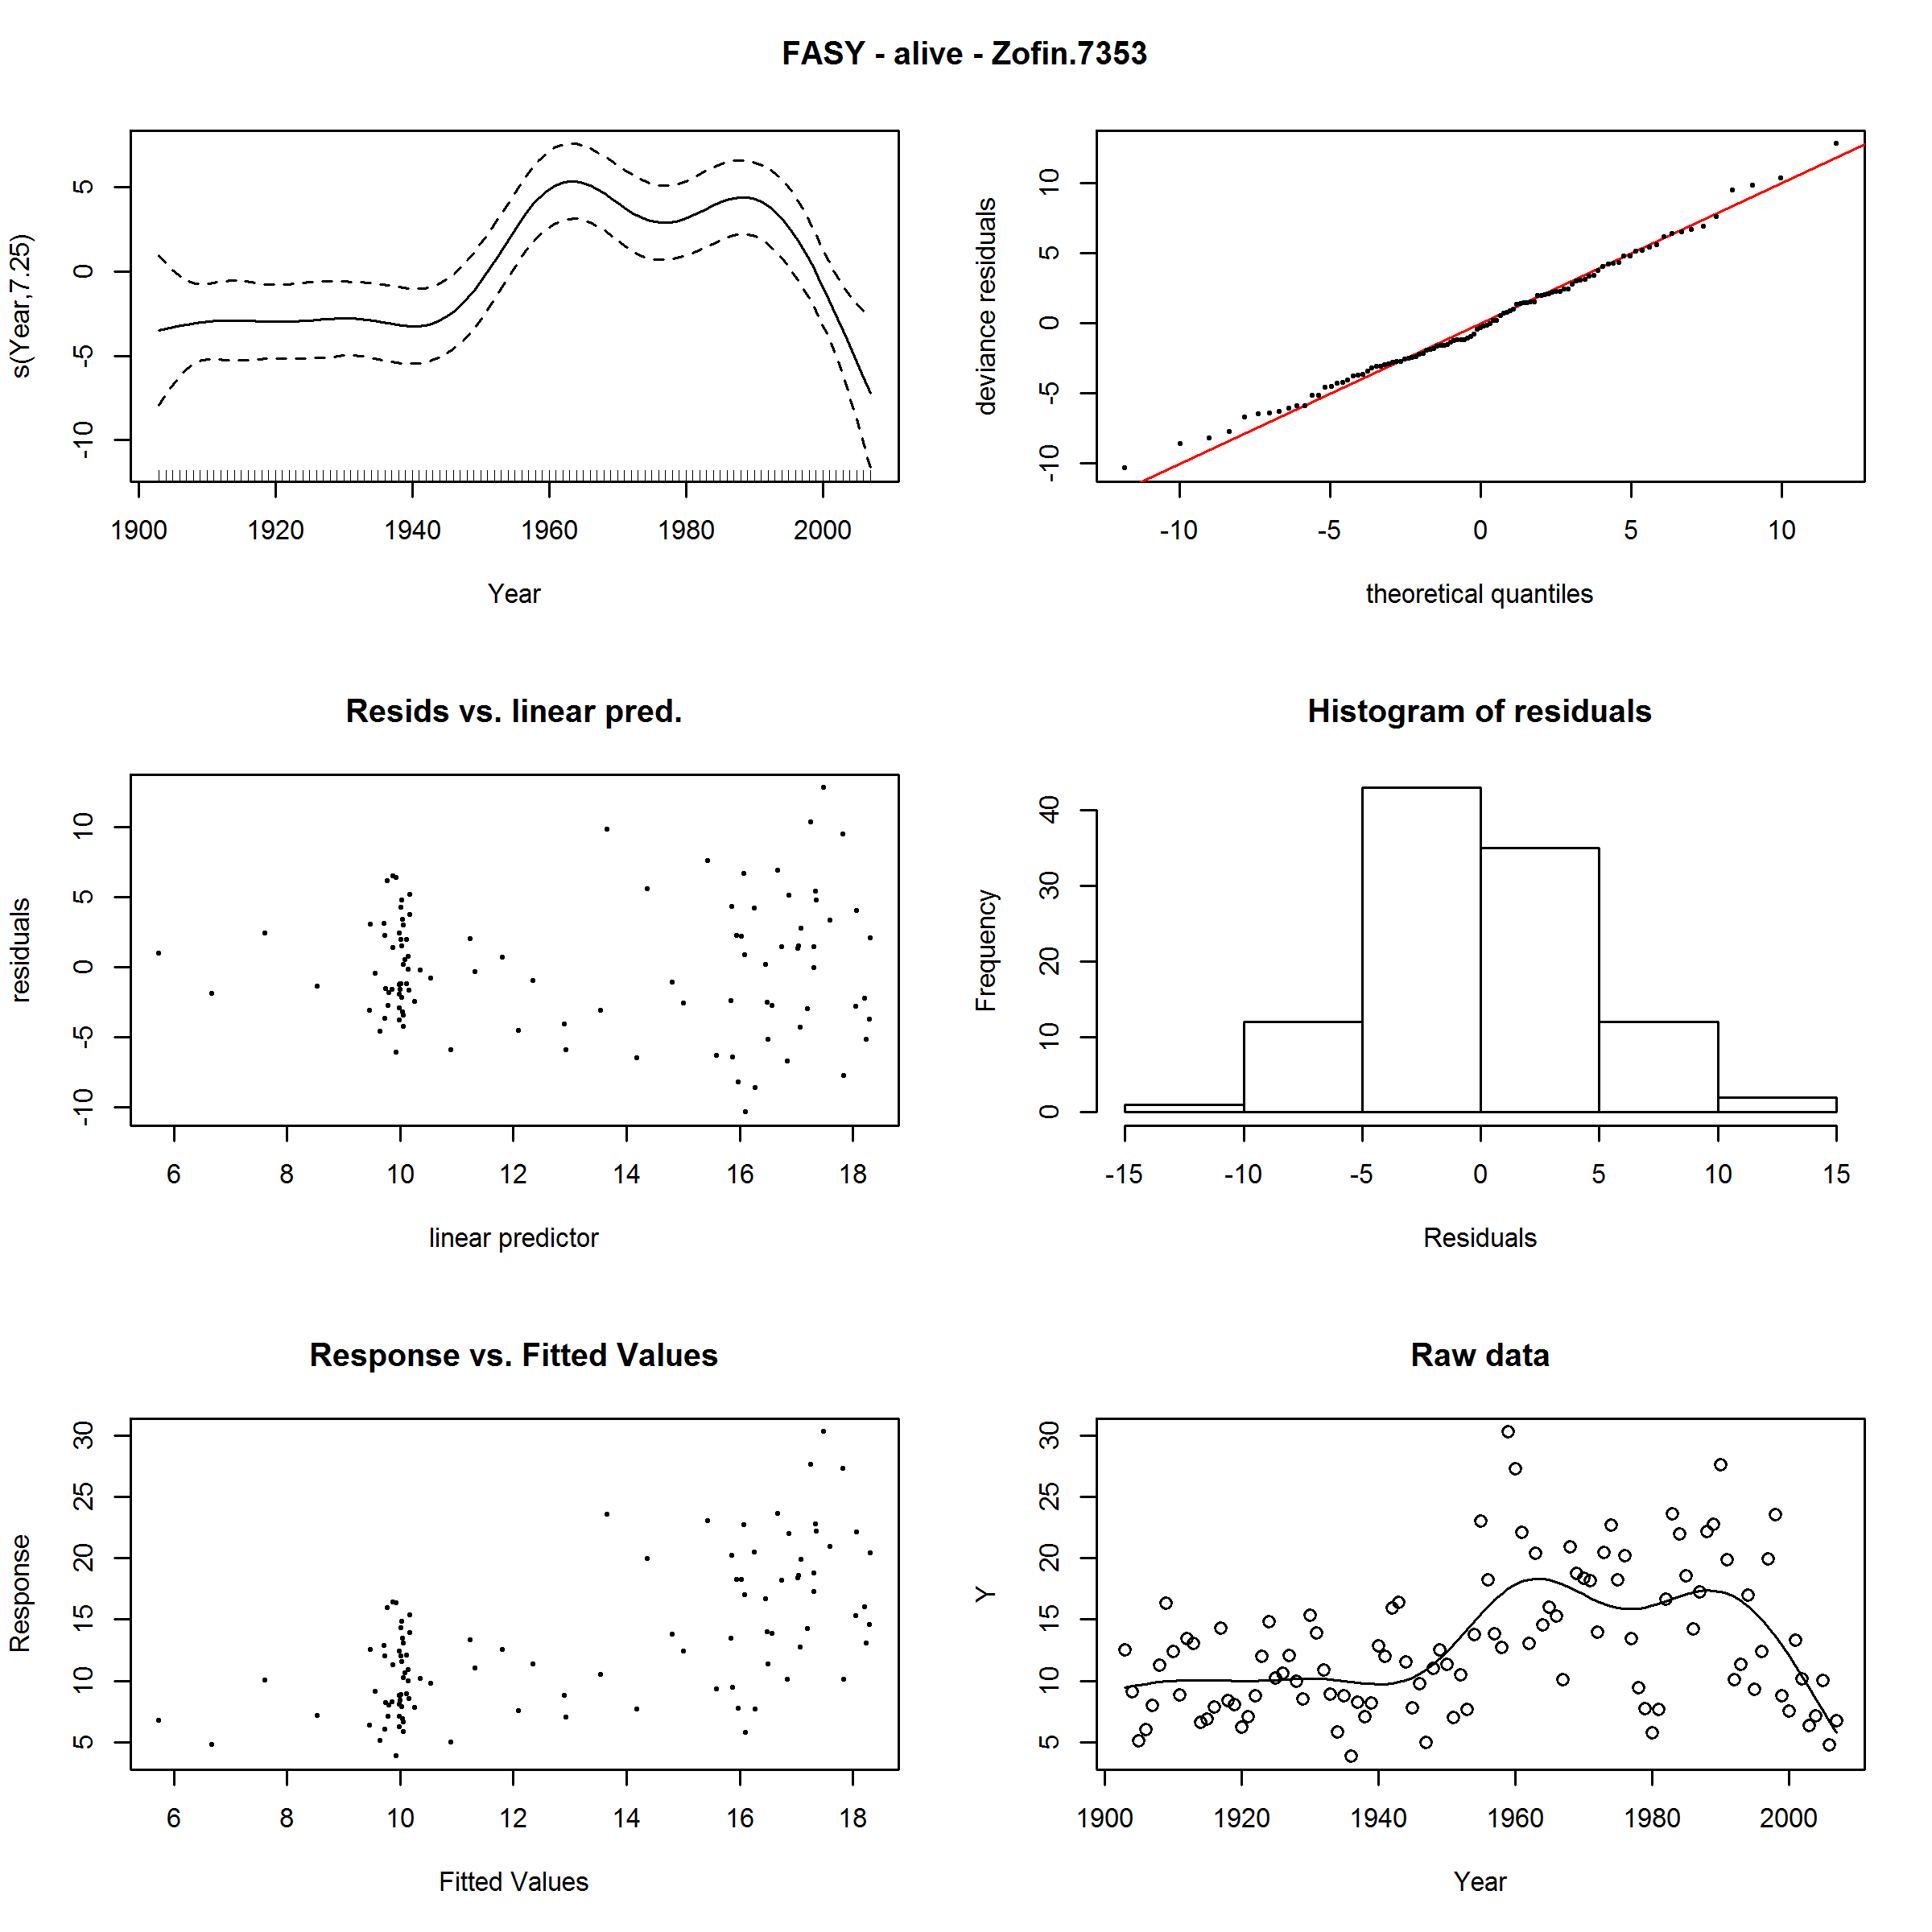 FASY - alive - Zofin.7353
s(Year,7.25)
5
0
-5
-10
1900 1920 1940 1960 1980 2000
Year
deviance residuals
10
5
0
-5
-10
-10 -5 0 5 10
theoretical quantiles
Resids vs. linear pred.
residuals
10
5
0
-5
-10
6 8 10 12 14 16 18
linear predictor
Histogram of residuals
Frequency
40
30
20
10
0
-15 -10 -5 0 5 10 15
Residuals
Response vs. Fitted Values
Response
30
25
20
15
10
5
6 8 10 12 14 16 18
Fitted Values
Raw data
Y
30
25
20
15
10
5
1900 1920 1940 1960 1980 2000
Year